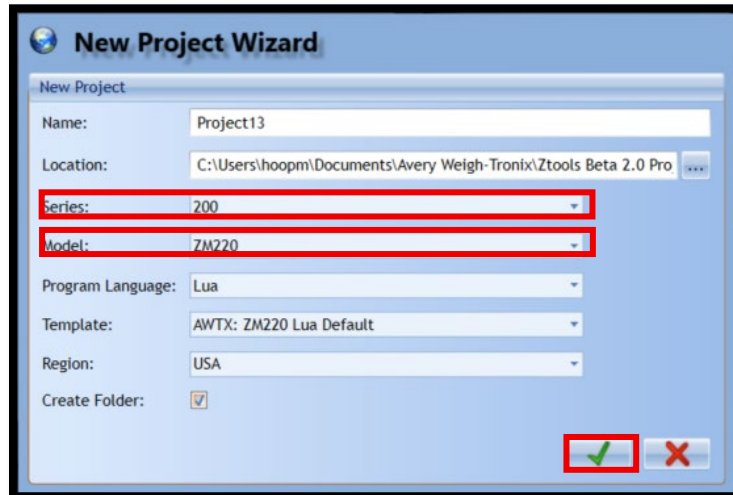 New Project Wizard
New Project
Name: Project13
Location: C:\Users\hoopm\Documents\Avery Weigh-Tronix\Ztools Beta 2.0 Pro ...
Series: 200
Model: ZM220
Program Language: Lua
Template: AWTX: ZM220 Lua Default
Region: USA
Create Folder: